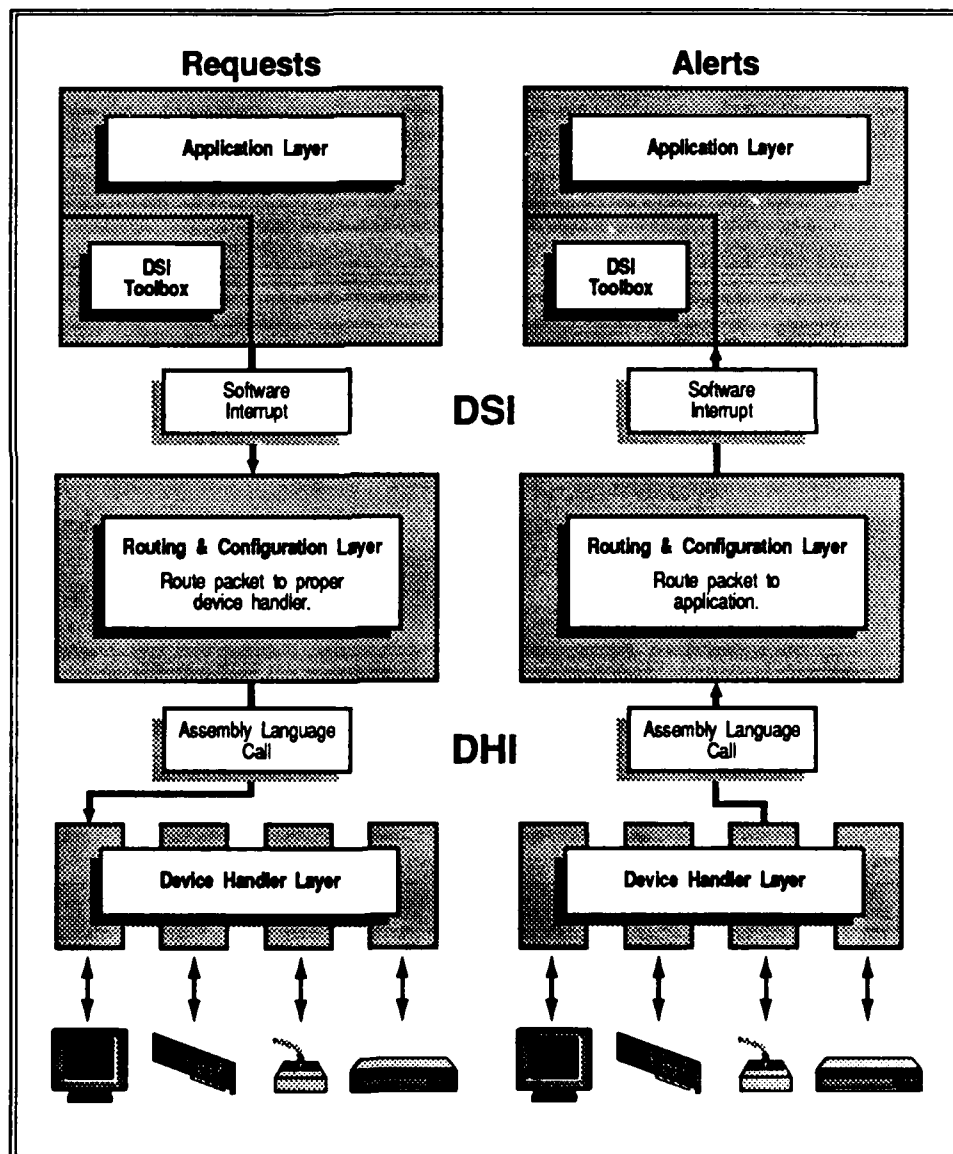 Requests
Application Layer
DSI
Toolbox
Software
Interrupt
Routing & Configuration Layer
Route packet to proper
device handler.
Assembly Language
Call
Device Handler Layer
DSI
DHI
Alerts
Application Layer
DSI
Toolbox
Software
Interrupt
Routing & Configuration Layer
Route packet to
application.
Assembly Language
Call
Device Handler Layer